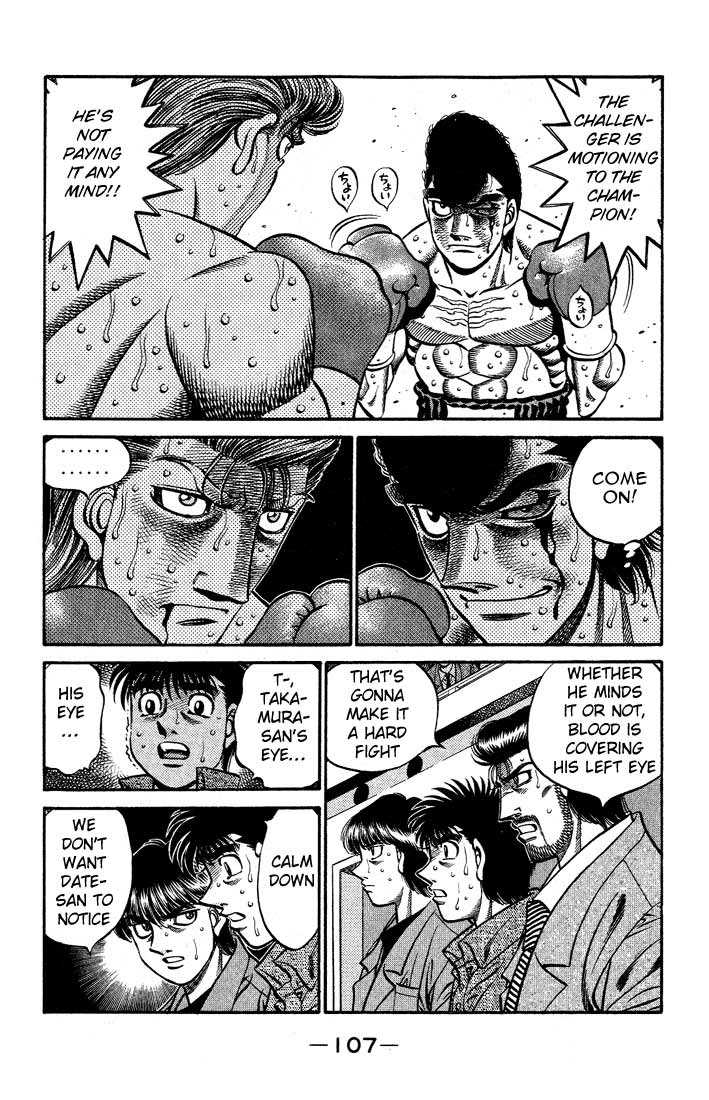 THE
CHALLEN-
GER IS
MOTIONING
TO THE
CHAM-
PION!
HE'S
NOT
PAYING
IT ANY
MIND!!
ちょい
ちょい
ちょい
COME
ON!
......
......
WHETHER
HE MINDS
IT OR NOT,
BLOOD IS
COVERING
HIS LEFT EYE
THAT'S
GONNA
MAKE IT
A HARD
FIGHT
T-,
TAKA-
MURA-
SAN'S
EYE...
HIS
EYE
...
CALM
DOWN
WE
DON'T
WANT
DATE-
SAN TO
NOTICE
—107—